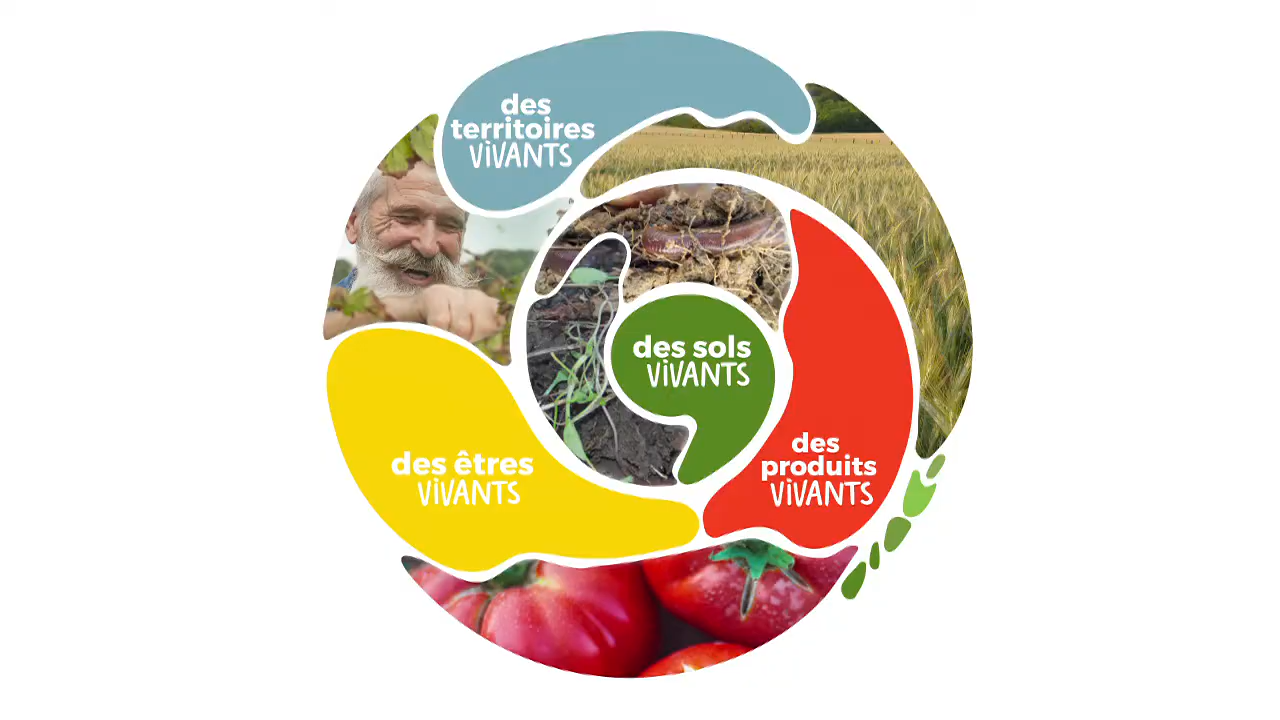 des
territoires
ViVANTS
des sols
ViVANTS
des
produits
ViVANTS
des êtres
ViVANTS